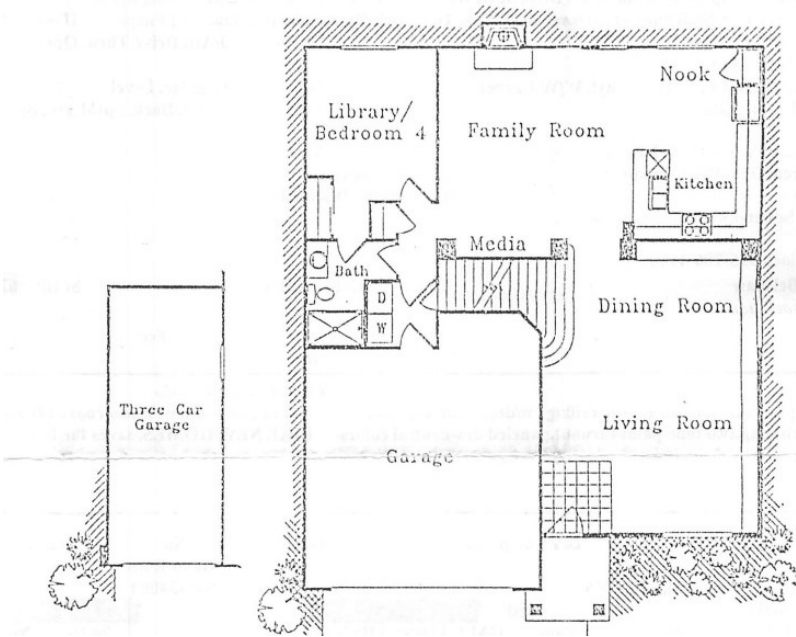 Nook
Library/
Bedroom 4
Family Room
Kitchen
Media
Bath
D
W
Dining Room
Three Car
Garage
Living Room
Garage